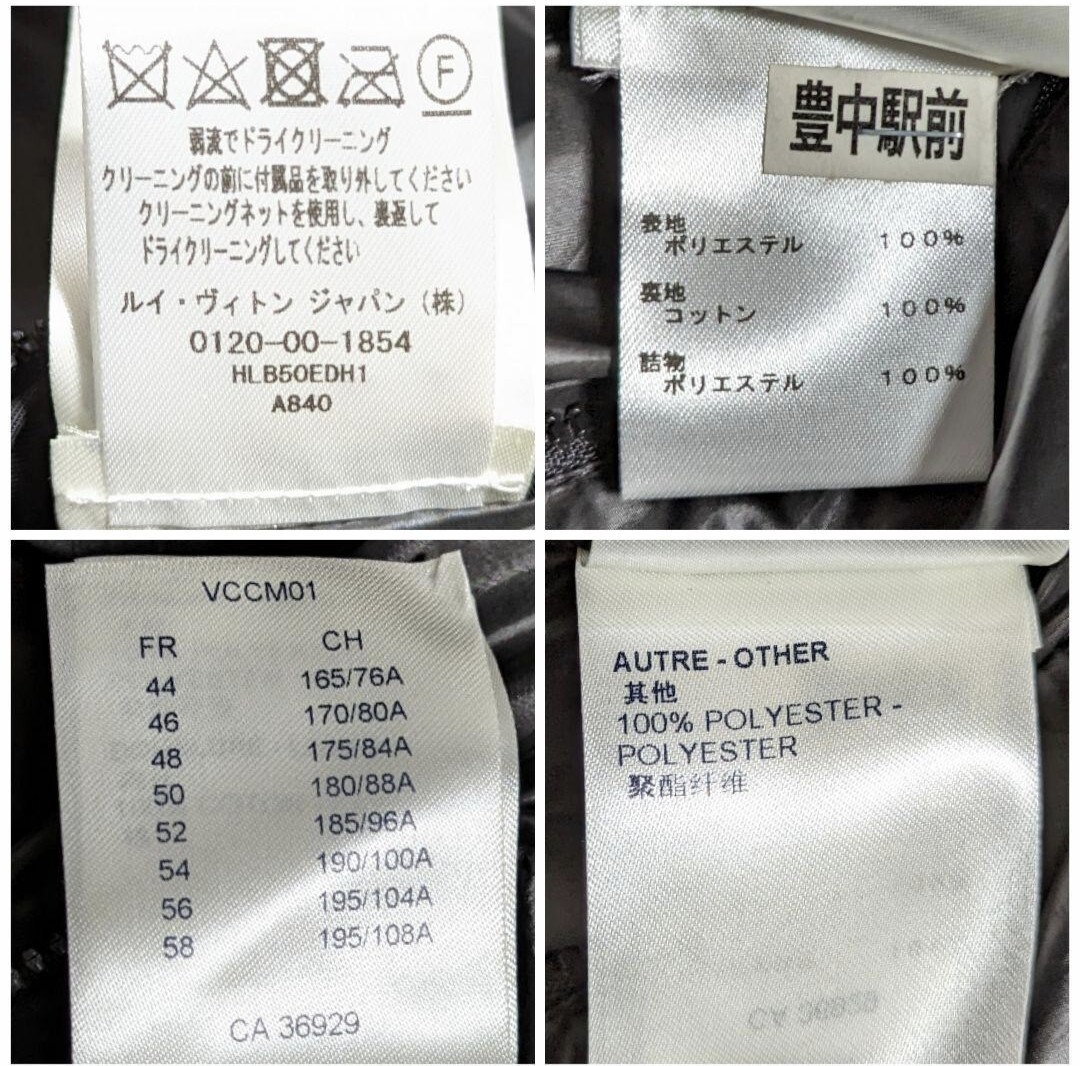 F
弱流でドライクリーニング
クリーニングの前に付属品を取り外してください
クリーニングネットを使用し、裏返して
ドライクリーニングしてください
ルイ・ヴィトン ジャパン（株）
0120-00-1854
HLB50EDH1
A840
豊中駅前
表地
ポリエステル 100%
裏地
コットン 100%
詰物
ポリエステル 100%
VCCM01
FR CH
44 165/76A
46 170/80A
48 175/84A
50 180/88A
52 185/96A
54 190/100A
56 195/104A
58 195/108A
CA 36929
AUTRE - OTHER
其他
100% POLYESTER -
POLYESTER
聚酯纤维